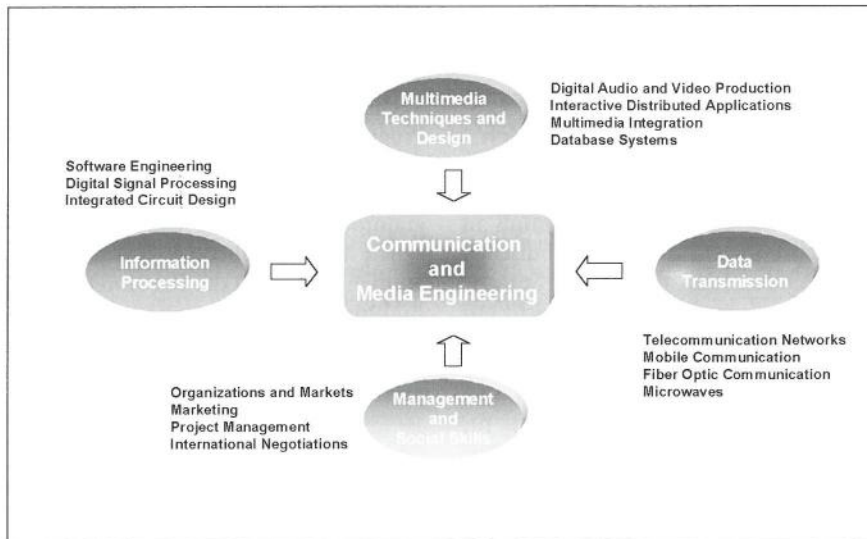 Multimedia
Techniques and
Design
Digital Audio and Video Production
Interactive Distributed Applications
Multimedia Integration
Database Systems
Software Engineering
Digital Signal Processing
Integrated Circuit Design
Information
Processing
Communication
and
Media Engineering
Data
Transmission
Telecommunication Networks
Mobile Communication
Fiber Optic Communication
Microwaves
Organizations and Markets
Marketing
Project Management
International Negotiations
Management
and
Social Skills